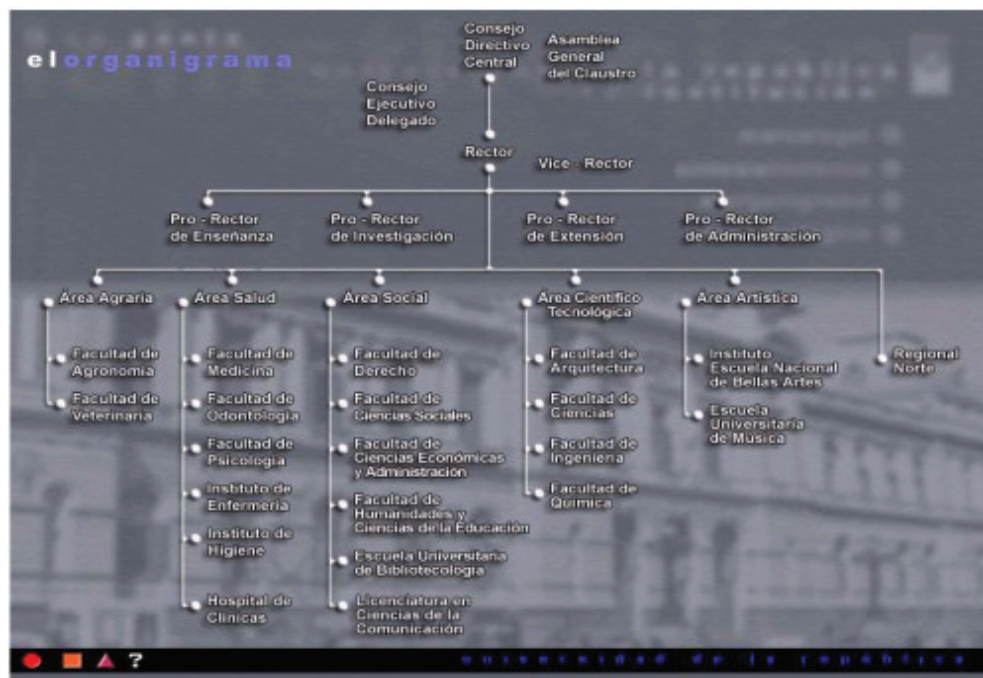 el organigrama
Consejo
Directivo
Central
Asamblea
General
del Claustro
Consejo
Ejecutivo
Delegado
Rector
Vice - Rector
Pro - Rector
de Enseñanza
Pro - Rector
de Investigación
Pro - Rector
de Extensión
Pro - Rector
de Administración
Área Agraria
Facultad de
Agronomía
Facultad de
Veterinaria
Área Salud
Facultad de
Medicina
Facultad de
Odontología
Facultad de
Psicología
Instituto de
Enfermería
Instituto de
Higiene
Hospital de
Clínicas
Área Social
Facultad de
Derecho
Facultad de
Ciencias Sociales
Facultad de
Ciencias Económicas
y Administración
Facultad de
Humanidades y
Ciencias de la Educación
Escuela Universitaria
de Bibliotecología
Licenciatura en
Ciencias de la
Comunicación
Área Científico
Tecnológica
Facultad de
Arquitectura
Facultad de
Ciencias
Facultad de
Ingeniería
Facultad de
Química
Área Artística
Instituto
Escuela Nacional
de Bellas Artes
Escuela
Universitaria
de Música
Regional
Norte
?
universidad de la república